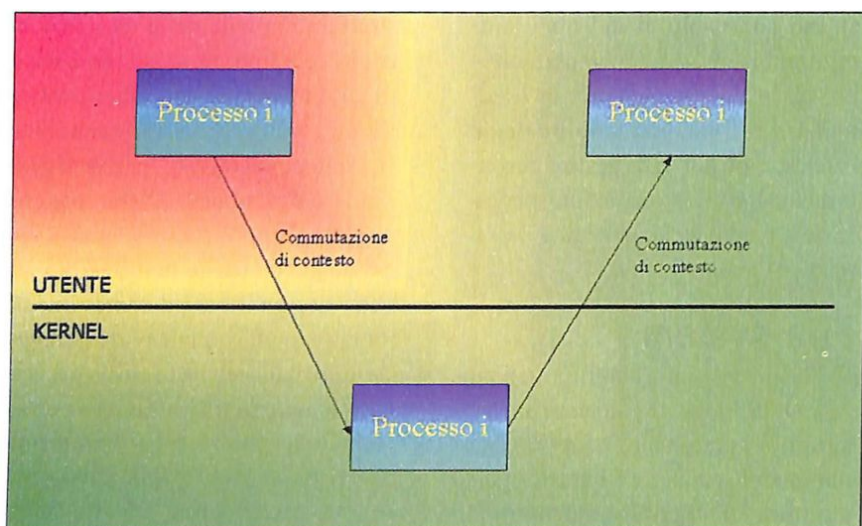 Processo i
Processo i
Commutazione
di contesto
Commutazione
di contesto
UTENTE
KERNEL
Processo i